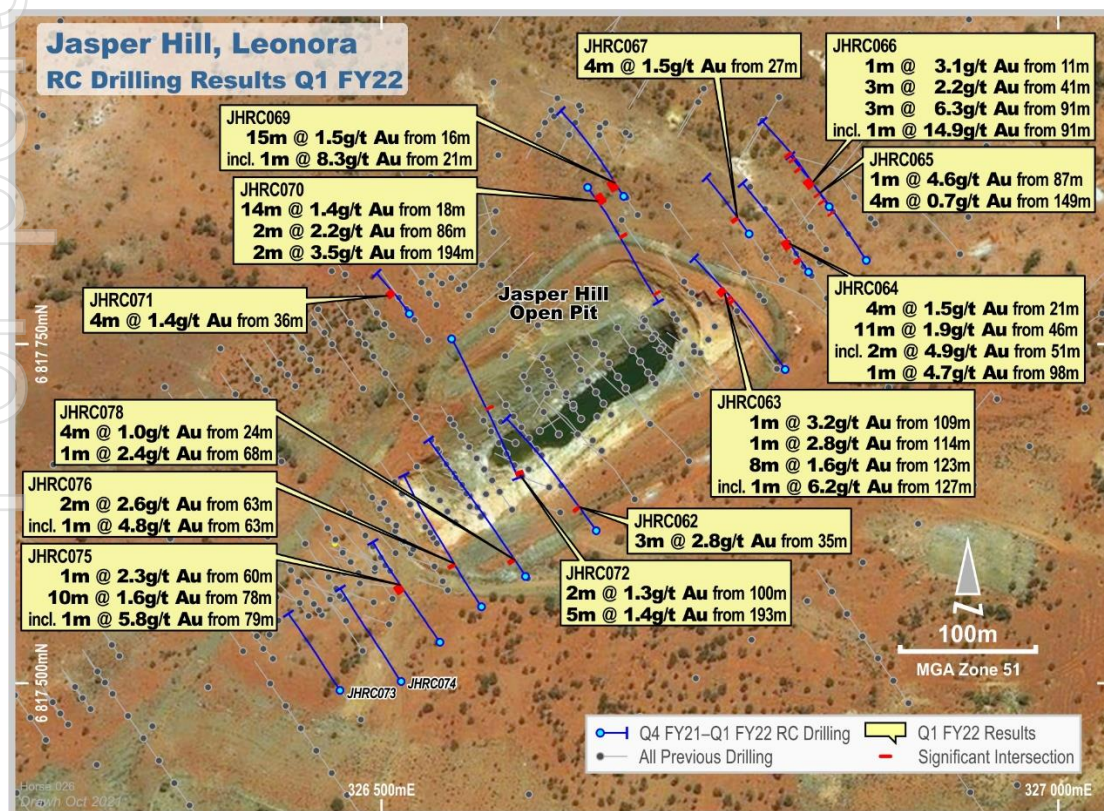 Jasper Hill, Leonora
RC Drilling Results Q1 FY22
JHRC067
4m @ 1.5g/t Au from 27m
JHRC066
1m @ 3.1g/t Au from 11m
3m @ 2.2g/t Au from 41m
3m @ 6.3g/t Au from 91m
incl. 1m @ 14.9g/t Au from 91m
JHRC069
15m @ 1.5g/t Au from 16m
incl. 1m @ 8.3g/t Au from 21m
JHRC065
1m @ 4.6g/t Au from 87m
4m @ 0.7g/t Au from 149m
JHRC070
14m @ 1.4g/t Au from 18m
2m @ 2.2g/t Au from 86m
2m @ 3.5g/t Au from 194m
JHRC071
4m @ 1.4g/t Au from 36m
Jasper Hill
Open Pit
JHRC064
4m @ 1.5g/t Au from 21m
11m @ 1.9g/t Au from 46m
incl. 2m @ 4.9g/t Au from 51m
1m @ 4.7g/t Au from 98m
6 817 750mN
JHRC078
4m @ 1.0g/t Au from 24m
1m @ 2.4g/t Au from 68m
JHRC063
1m @ 3.2g/t Au from 109m
1m @ 2.8g/t Au from 114m
8m @ 1.6g/t Au from 123m
incl. 1m @ 6.2g/t Au from 127m
JHRC076
2m @ 2.6g/t Au from 63m
incl. 1m @ 4.8g/t Au from 63m
JHRC062
3m @ 2.8g/t Au from 35m
JHRC075
1m @ 2.3g/t Au from 60m
10m @ 1.6g/t Au from 78m
incl. 1m @ 5.8g/t Au from 79m
JHRC072
2m @ 1.3g/t Au from 100m
5m @ 1.4g/t Au from 193m
N
100m
MGA Zone 51
6 817 500mN
JHRC073
JHRC074
Q4 FY21–Q1 FY22 RC Drilling
Q1 FY22 Results
All Previous Drilling
Significant Intersection
Horse 026
Drawn Oct 2021
326 500mE
327 000mE